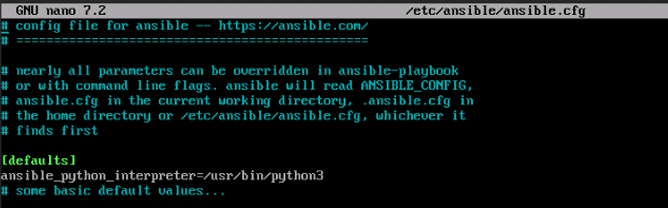 GNU nano 7.2 /etc/ansible/ansible.cfg
# config file for ansible -- https://ansible.com/
# ===============================================
# nearly all parameters can be overridden in ansible-playbook
# or with command line flags. ansible will read ANSIBLE_CONFIG,
# ansible.cfg in the current working directory, .ansible.cfg in
# the home directory or /etc/ansible/ansible.cfg, whichever it
# finds first
[defaults]
ansible_python_interpreter=/usr/bin/python3
# some basic default values...